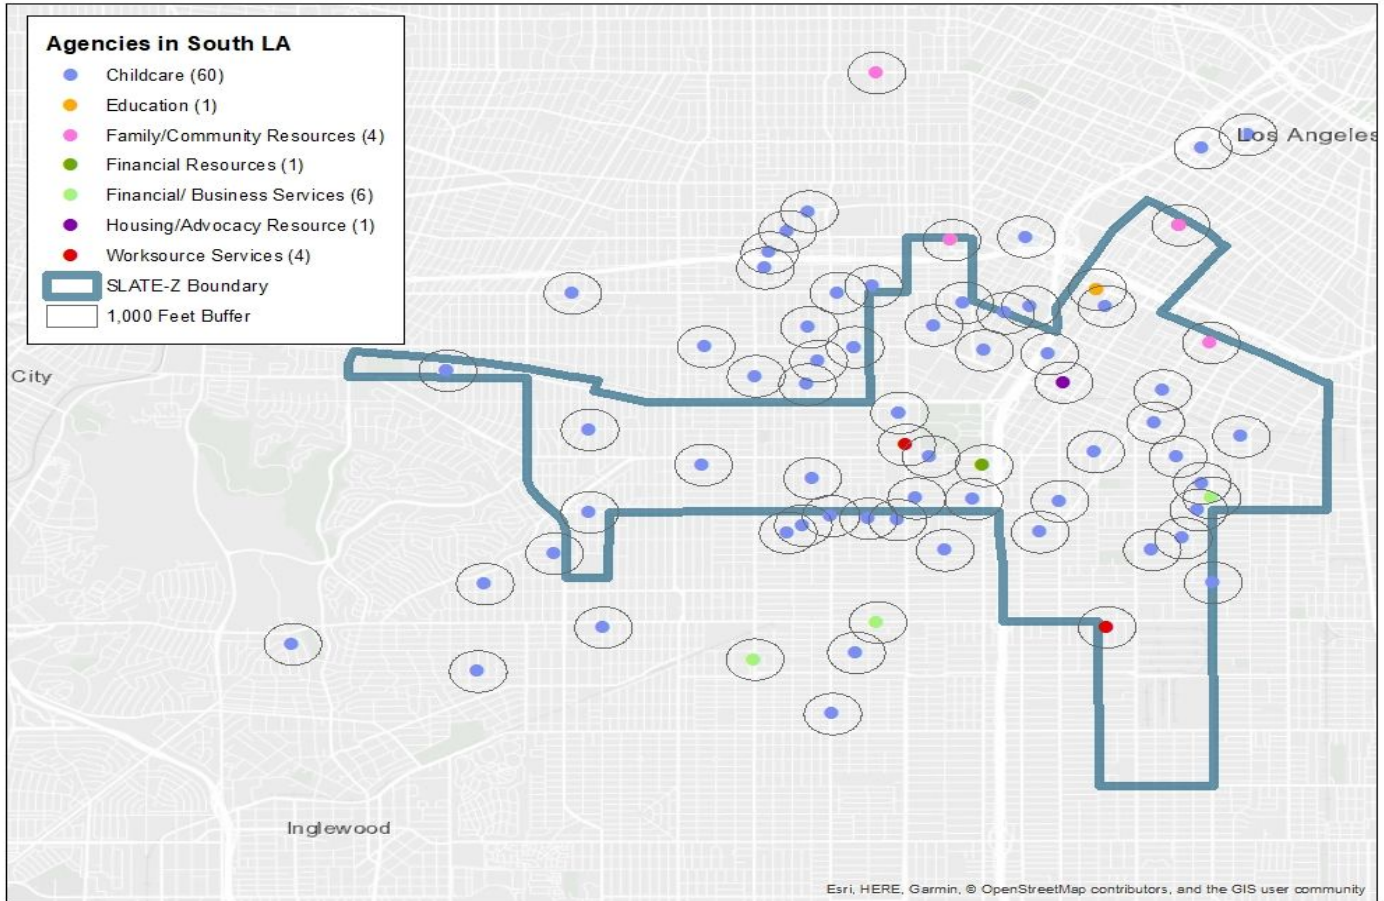 Agencies in South LA
Childcare (60)
Education (1)
Family/Community Resources (4)
Financial Resources (1)
Financial/ Business Services (6)
Housing/Advocacy Resource (1)
Worksource Services (4)
SLATE-Z Boundary
1,000 Feet Buffer
Los Angeles
City
Inglewood
Esri, HERE, Garmin, © OpenStreetMap contributors, and the GIS user community